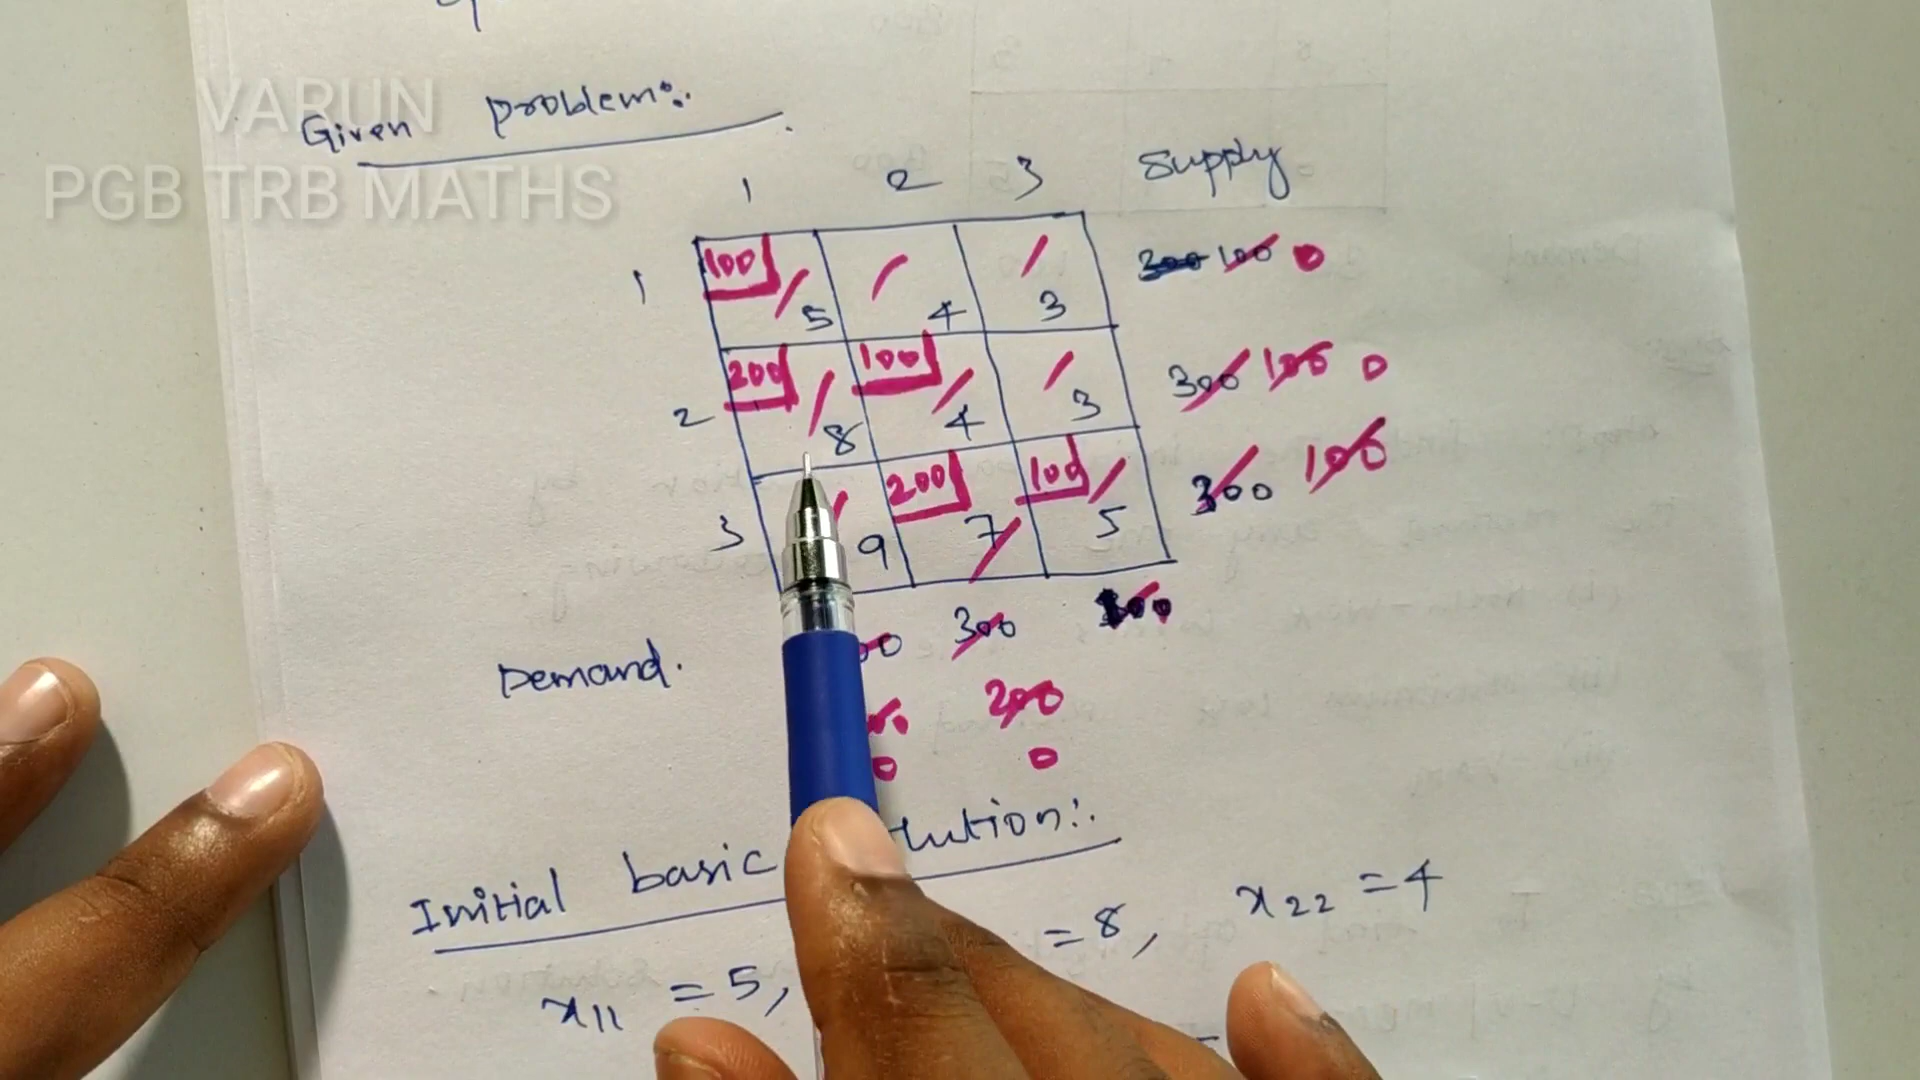 VARUN
PGB TRB MATHS
Given problem:.
1 2 3 Supply
1 100 5 4 3 100 0
2 200 8 100 4 3 300 100 0
3 9 200 7 100 5 300 100
Demand. 300
200
0 0
Initial basic
x11 = 5, = 8, x22 = 4